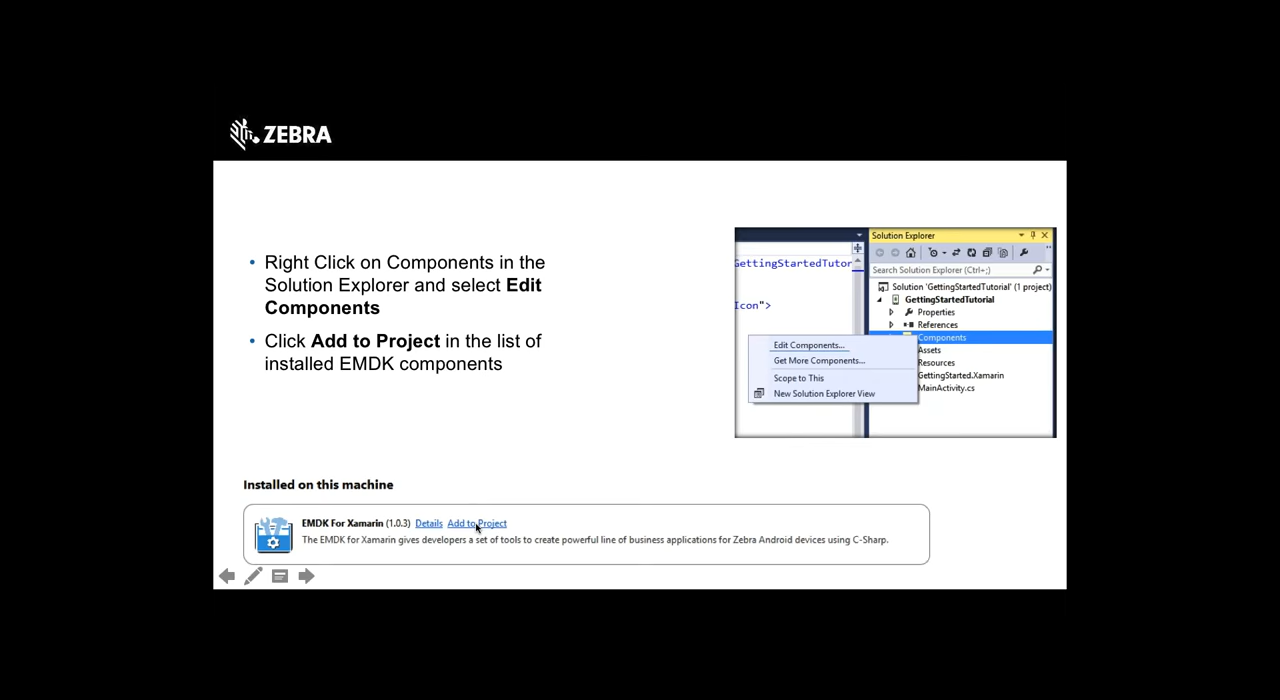 ZEBRA
• Right Click on Components in the
Solution Explorer and select Edit
Components
• Click Add to Project in the list of
installed EMDK components
GettingStartedTutor
Icon">
Edit Components...
Get More Components...
Scope to This
New Solution Explorer View
Solution Explorer
Search Solution Explorer (Ctrl+;)
Solution 'GettingStartedTutorial' (1 project)
GettingStartedTutorial
Properties
References
Components
Assets
Resources
GettingStarted.Xamarin
MainActivity.cs
Installed on this machine
EMDK For Xamarin (1.0.3) Details Add to Project
The EMDK for Xamarin gives developers a set of tools to create powerful line of business applications for Zebra Android devices using C-Sharp.